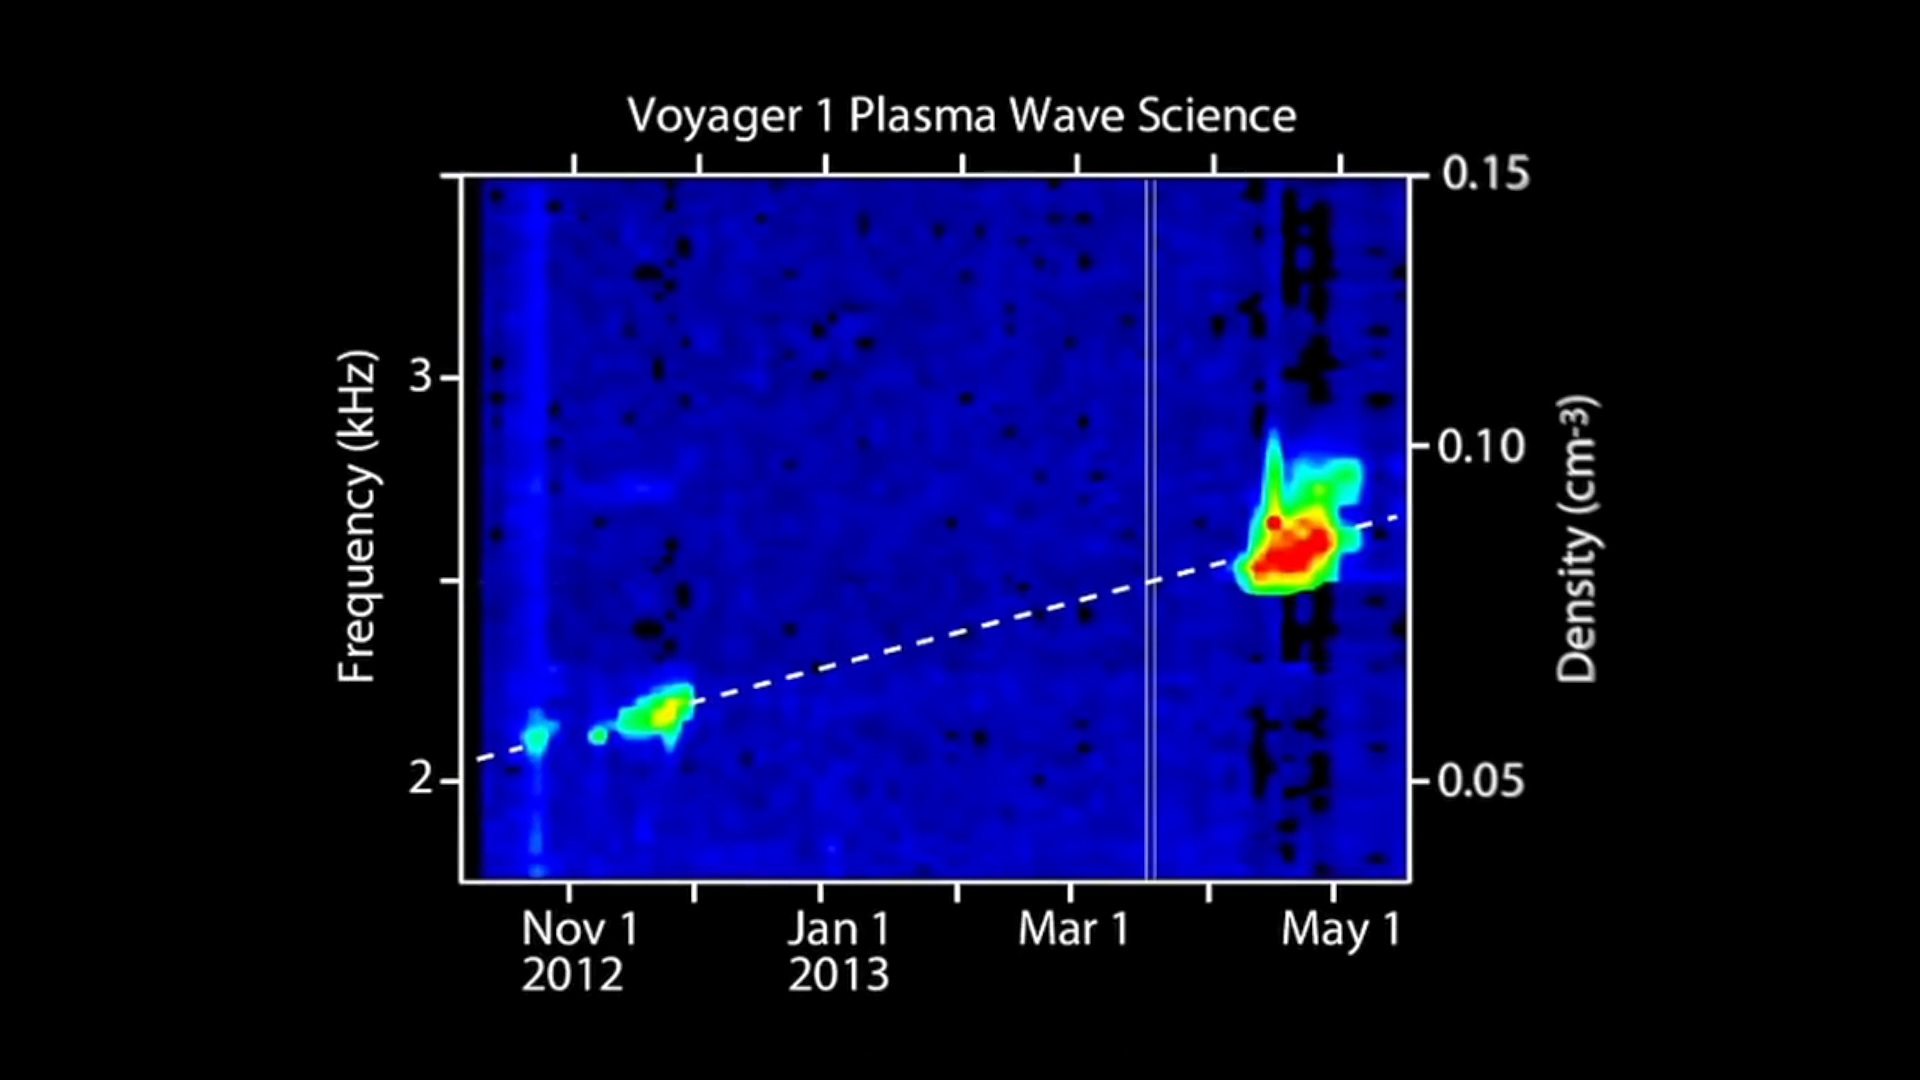 Voyager 1 Plasma Wave Science
0.15
3
0.10
Frequency (kHz)
Density (cm-3)
2
0.05
Nov 1
2012
Jan 1
2013
Mar 1
May 1